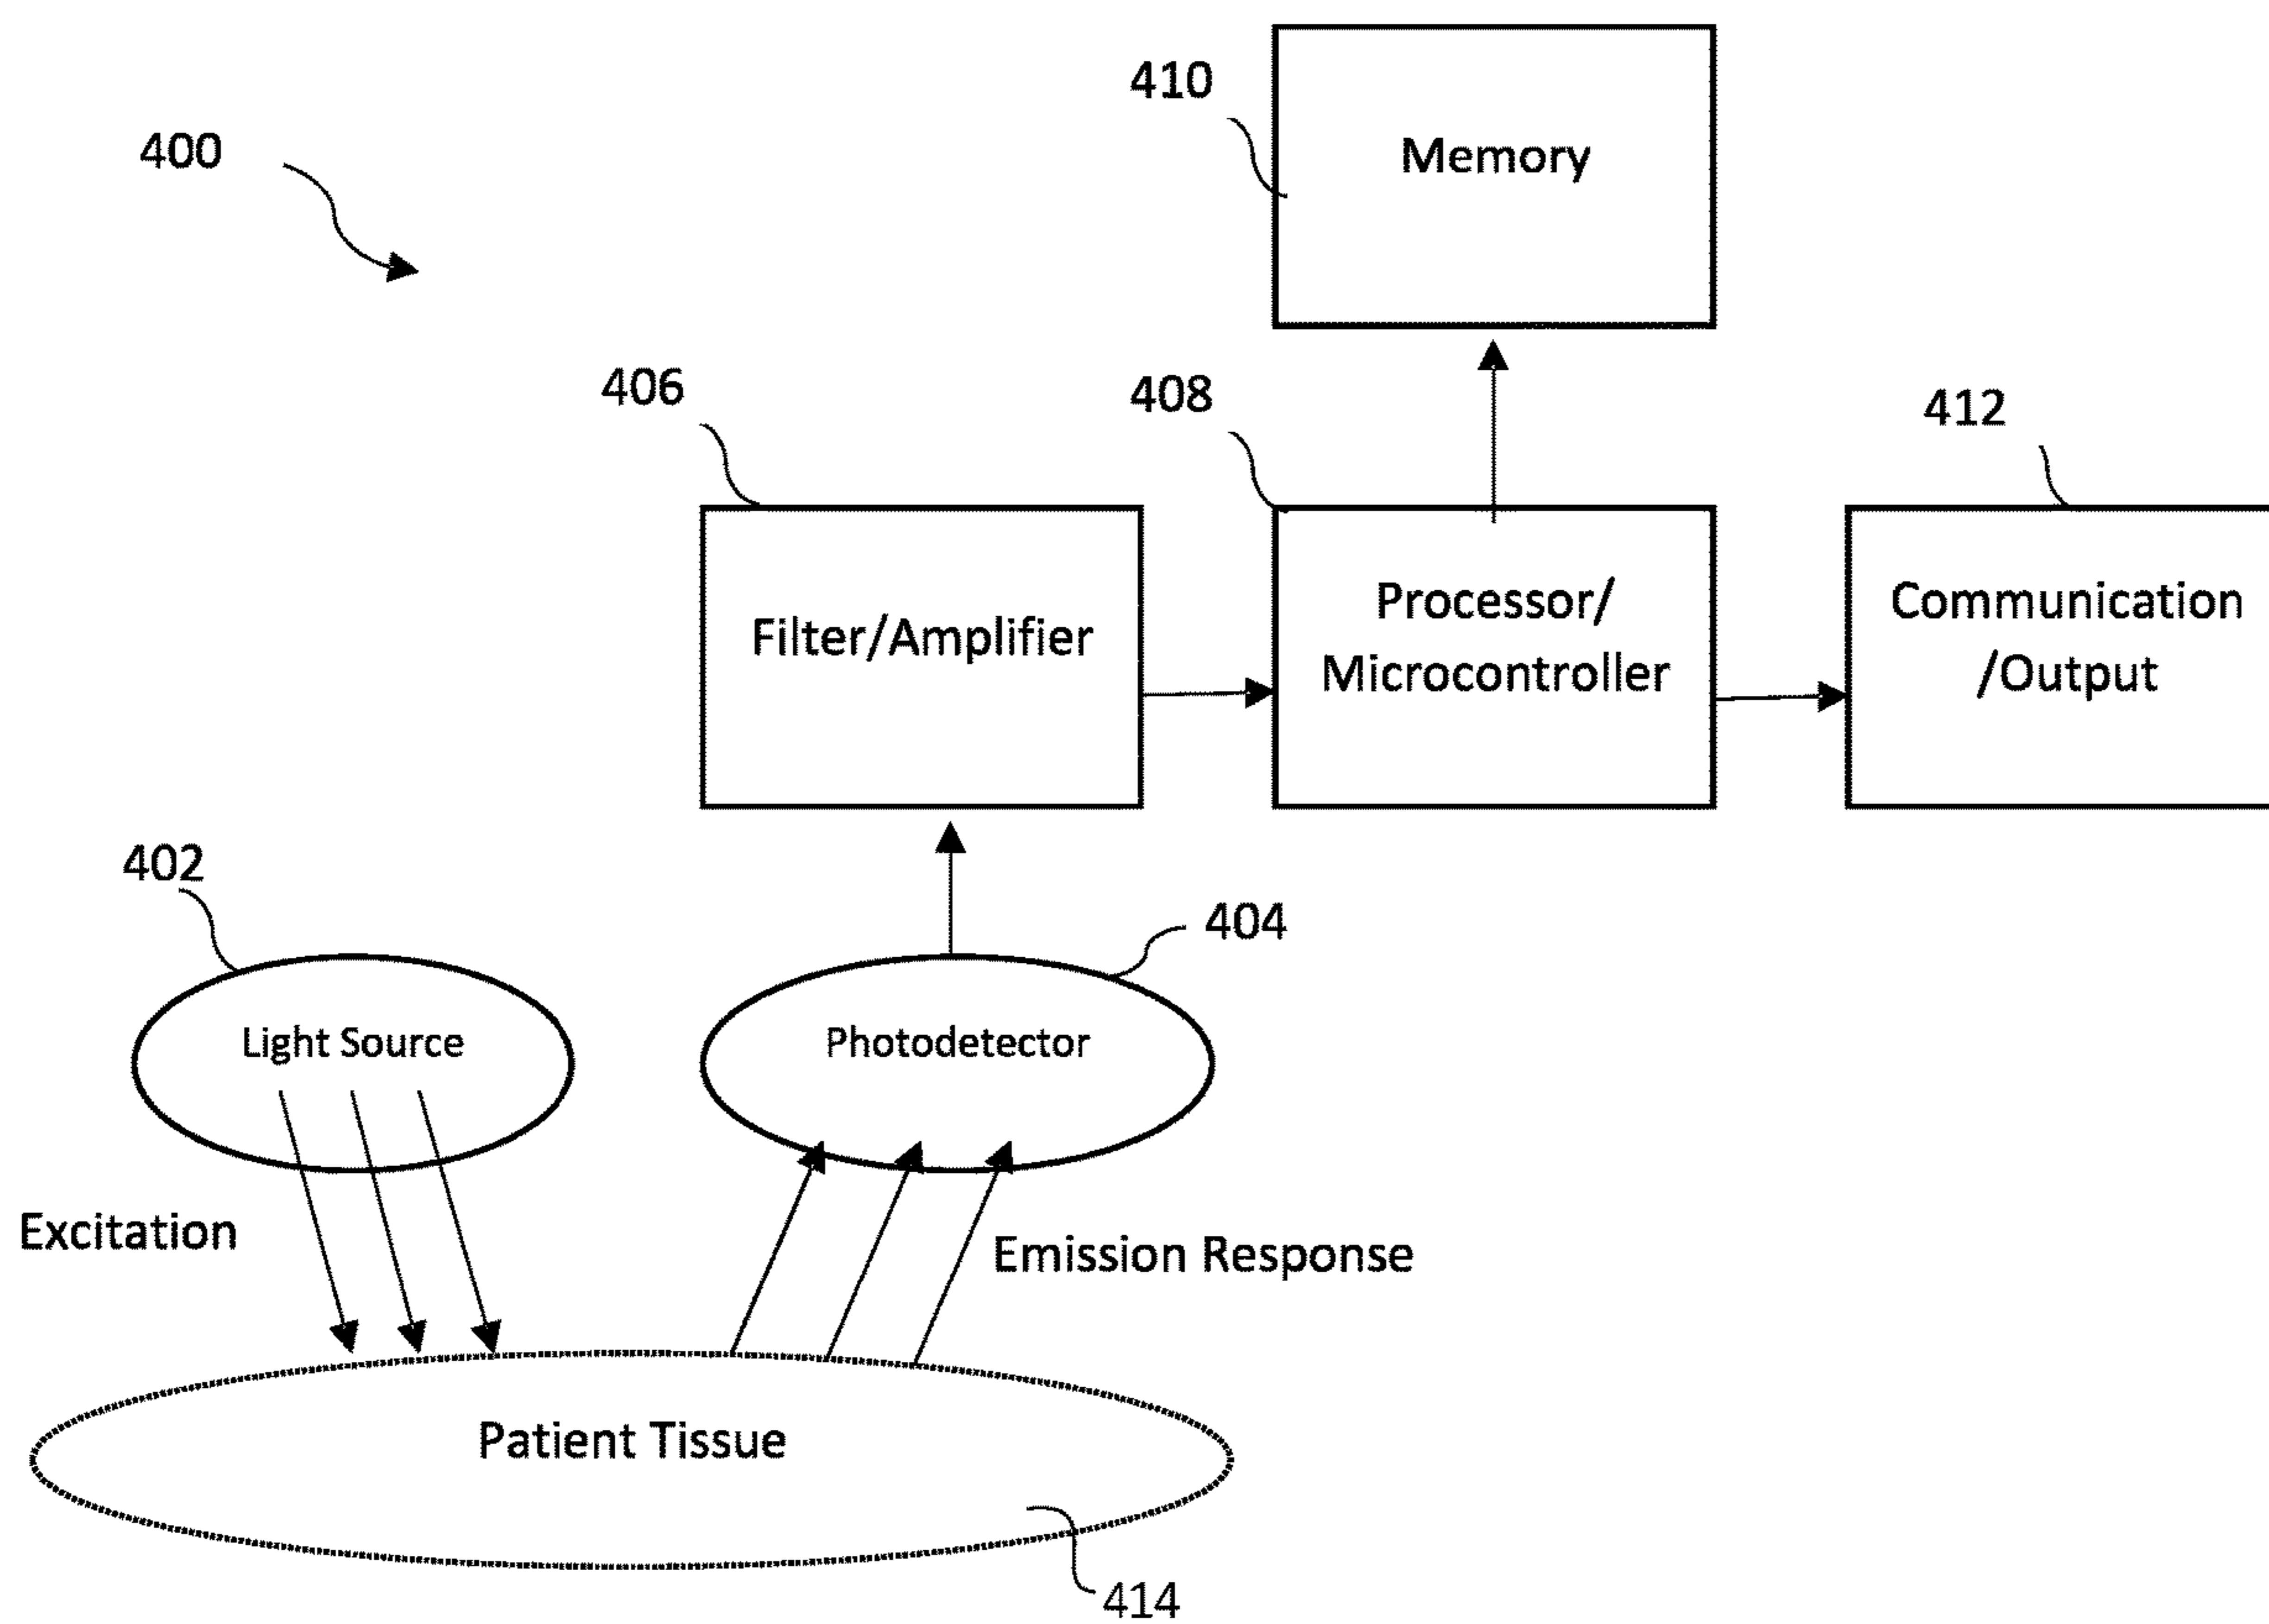 410
Memory
400
406
408
412
Filter/Amplifier
Processor/
Microcontroller
Communication
/Output
402
404
Light Source
Photodetector
Excitation
Emission Response
Patient Tissue
414